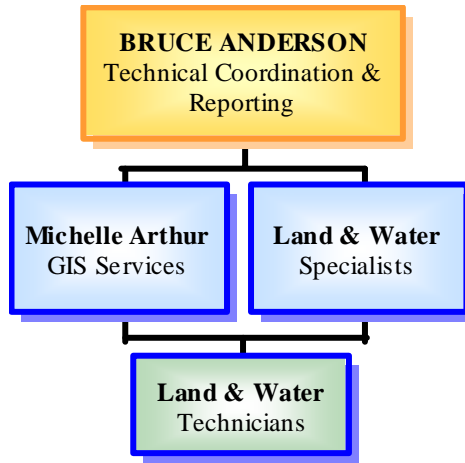 BRUCE ANDERSON
Technical Coordination &
Reporting
Michelle Arthur
GIS Services
Land & Water
Specialists
Land & Water
Technicians